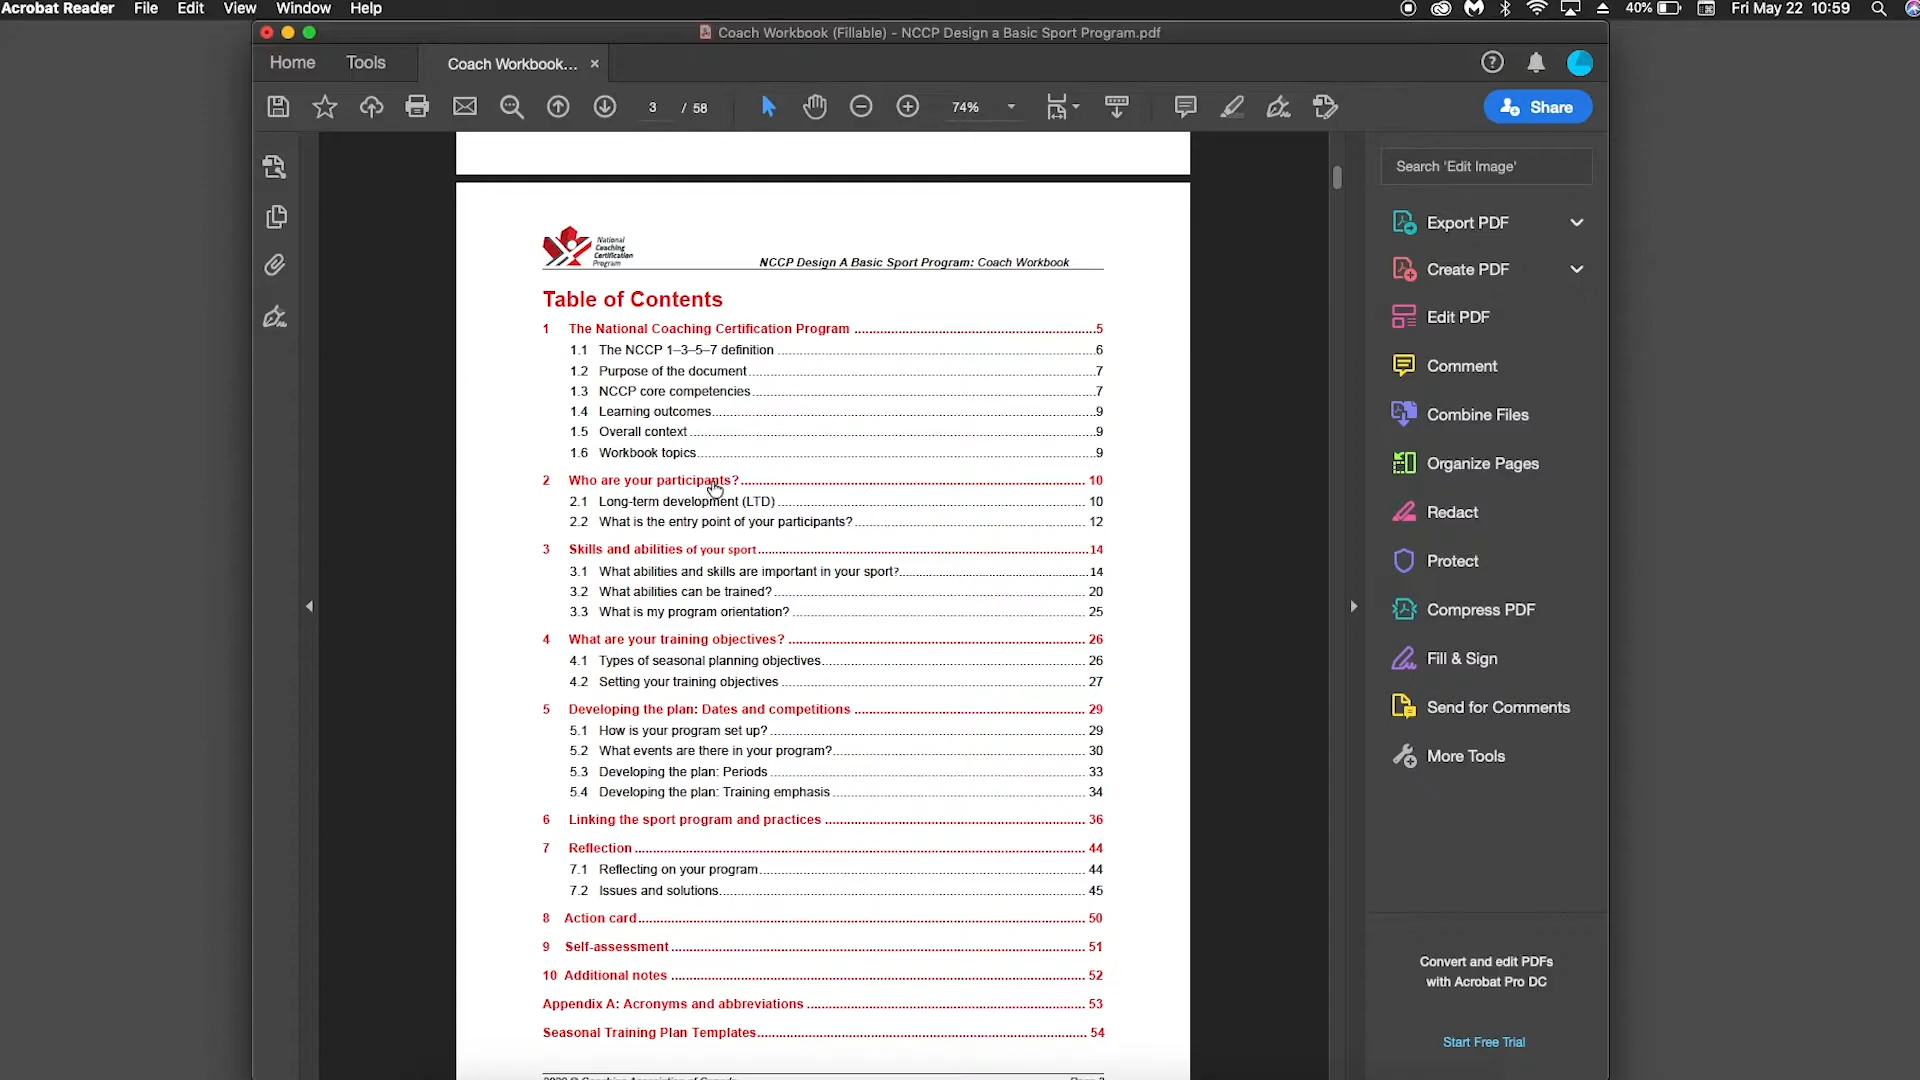 Acrobat Reader File Edit View Window Help 40% Fri May 22 10:59
Coach Workbook (Fillable) - NCCP Design a Basic Sport Program.pdf
Home Tools Coach Workbook... ×
3 / 58 74% Share
Search 'Edit Image'
Export PDF
Create PDF
Edit PDF
Comment
Combine Files
Organize Pages
Redact
Protect
Compress PDF
Fill & Sign
Send for Comments
More Tools
Convert and edit PDFs
with Acrobat Pro DC
Start Free Trial
National
Coaching
Certification
Program
NCCP Design A Basic Sport Program: Coach Workbook
Table of Contents
1 The National Coaching Certification Program 5
1.1 The NCCP 1–3–5–7 definition 6
1.2 Purpose of the document 7
1.3 NCCP core competencies 7
1.4 Learning outcomes 9
1.5 Overall context 9
1.6 Workbook topics 9
2 Who are your participants? 10
2.1 Long-term development (LTD) 10
2.2 What is the entry point of your participants? 12
3 Skills and abilities of your sport 14
3.1 What abilities and skills are important in your sport? 14
3.2 What abilities can be trained? 20
3.3 What is my program orientation? 25
4 What are your training objectives? 26
4.1 Types of seasonal planning objectives 26
4.2 Setting your training objectives 27
5 Developing the plan: Dates and competitions 29
5.1 How is your program set up? 29
5.2 What events are there in your program? 30
5.3 Developing the plan: Periods 33
5.4 Developing the plan: Training emphasis 34
6 Linking the sport program and practices 36
7 Reflection 44
7.1 Reflecting on your program 44
7.2 Issues and solutions 45
8 Action card 50
9 Self-assessment 51
10 Additional notes 52
Appendix A: Acronyms and abbreviations 53
Seasonal Training Plan Templates 54